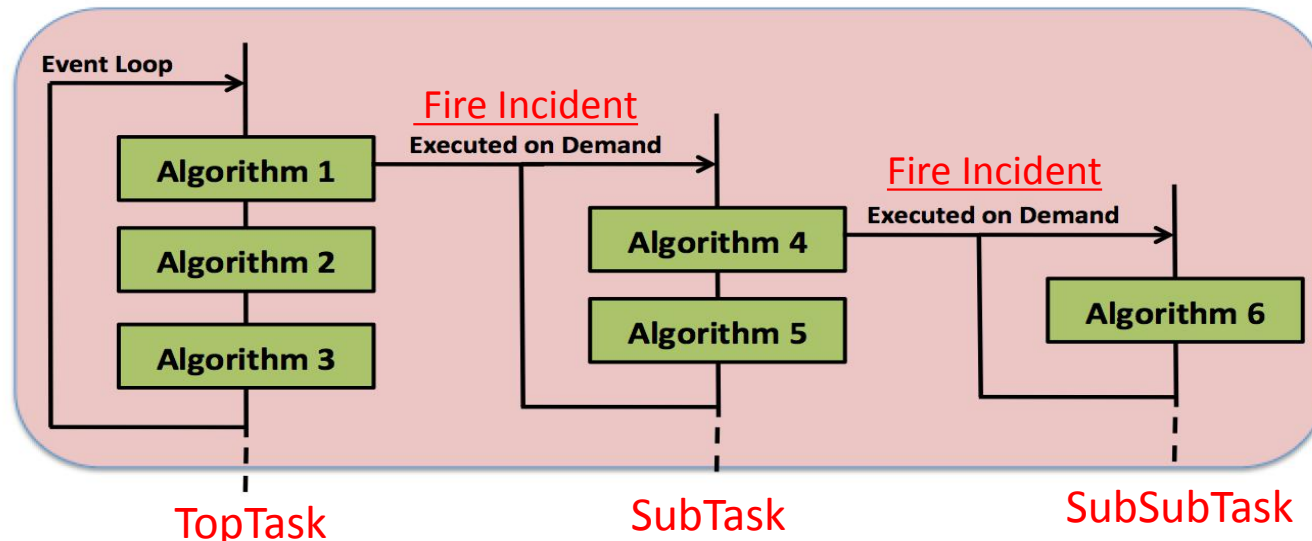 Event Loop
Fire Incident
Executed on Demand
Algorithm 1
Fire Incident
Executed on Demand
Algorithm 2
Algorithm 4
Algorithm 3
Algorithm 5
Algorithm 6
TopTask
SubTask
SubSubTask